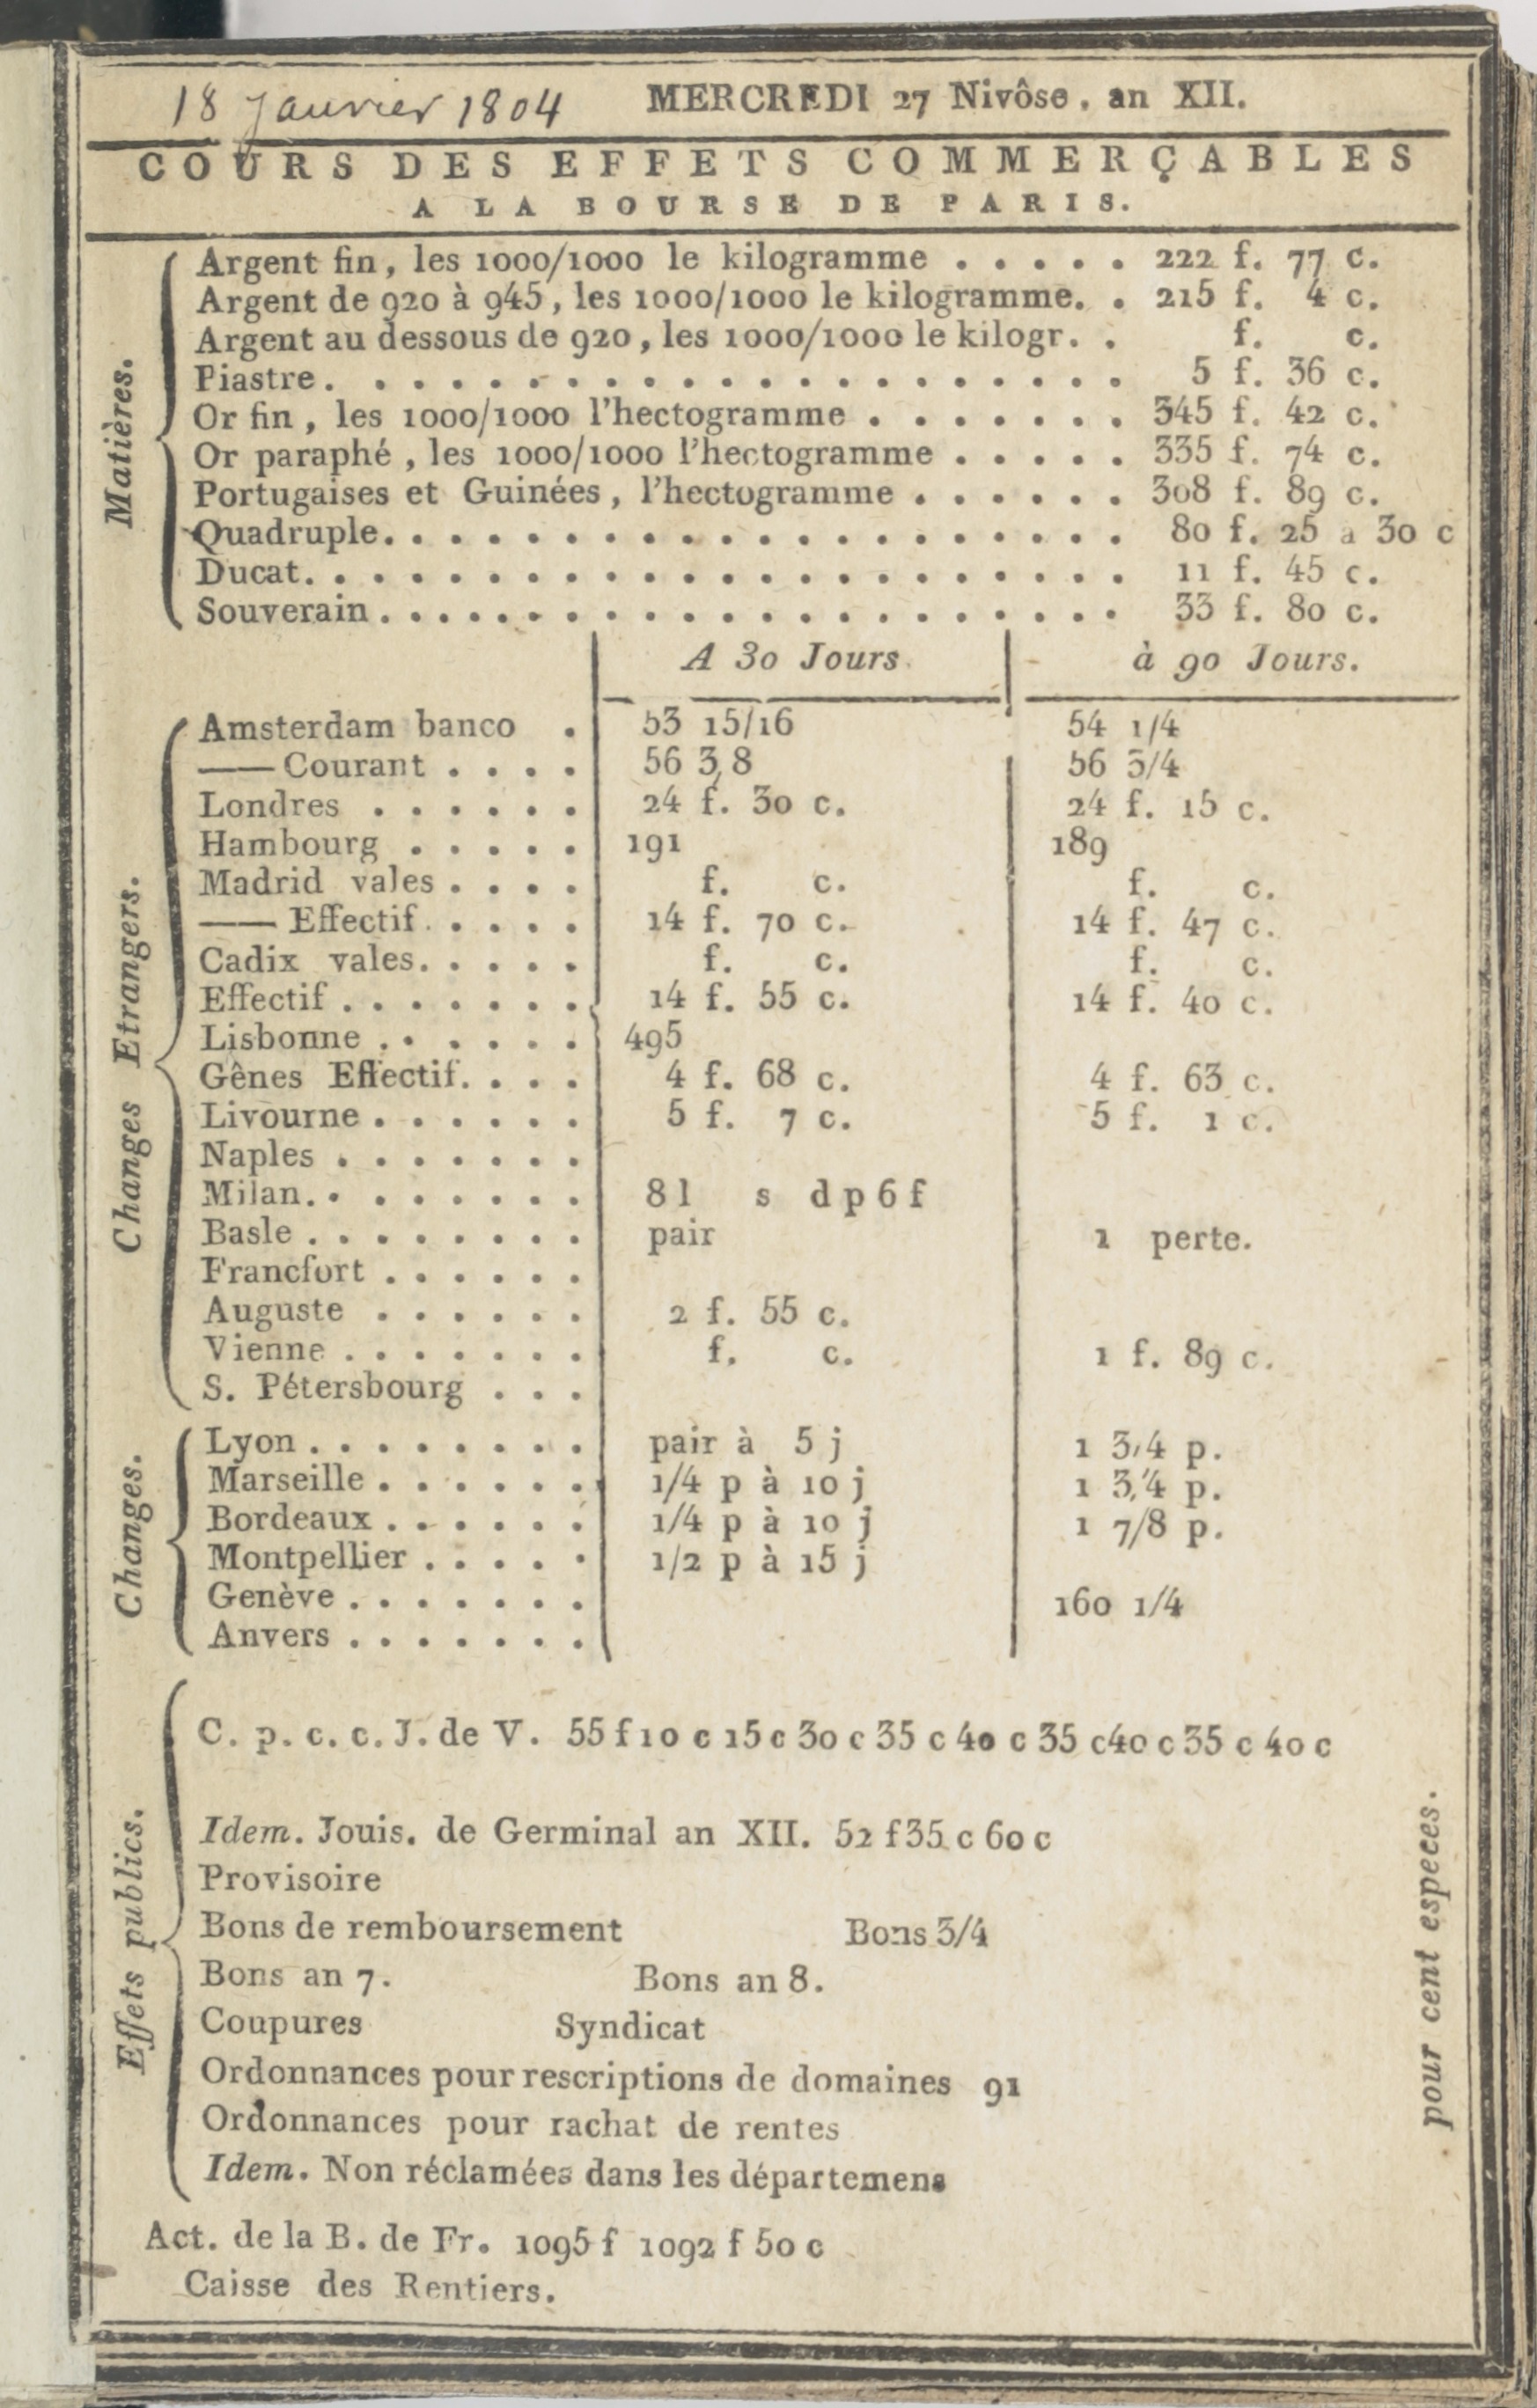 18 Janvier 1804 MERCREDI 27 Nivôse, an XII.
COURS DES EFFETS COMMERÇABLES
A LA BOURSE DE PARIS.
Matières.
Argent fin, les 1000/1000 le kilogramme . . . . . 222 f. 77 c.
Argent de 920 à 945, les 1000/1000 le kilogramme. . 215 f. 4 c.
Argent au dessous de 920, les 1000/1000 le kilogr. . f. c.
Piastre. . . . . . . . . . . . . . . . . . . . . 5 f. 36 c.
Or fin, les 1000/1000 l'hectogramme . . . . . . . 345 f. 42 c.
Or paraphé, les 1000/1000 l'hectogramme . . . . . 335 f. 74 c.
Portugaises et Guinées, l'hectogramme . . . . . . 308 f. 89 c.
Quadruple. . . . . . . . . . . . . . . . . . . . 80 f. 25 a 30 c
Ducat. . . . . . . . . . . . . . . . . . . . . . 11 f. 45 c.
Souverain . . . . . . . . . . . . . . . . . . . . 33 f. 80 c.
A 30 Jours. à 90 Jours.
Changes Etrangers.
Amsterdam banco . 53 15/16 54 1/4
—— Courant . . . . 56 3/8 56 3/4
Londres . . . . . . 24 f. 30 c. 24 f. 15 c.
Hambourg . . . . . 191 189
Madrid vales . . . . f. c. f. c.
—— Effectif. . . . . 14 f. 70 c. 14 f. 47 c.
Cadix vales. . . . . f. c. f. c.
Effectif . . . . . . . 14 f. 55 c. 14 f. 40 c.
Lisbonne . . . . . . 495
Gênes Effectif. . . . 4 f. 68 c. 4 f. 63 c.
Livourne . . . . . . 5 f. 7 c. 5 f. 1 c.
Naples . . . . . . .
Milan. . . . . . . . 8 l s d p 6 f
Basle . . . . . . . . pair 1 perte.
Francfort . . . . . .
Auguste . . . . . . 2 f. 55 c.
Vienne . . . . . . . f. c. 1 f. 89 c.
S. Pétersbourg . . .
Changes.
Lyon . . . . . . . . pair à 5 j 1 3/4 p.
Marseille . . . . . . 1/4 p à 10 j 1 3/4 p.
Bordeaux . . . . . . 1/4 p à 10 j 1 7/8 p.
Montpellier . . . . . 1/2 p à 15 j
Genève . . . . . . . 160 1/4
Anvers . . . . . . .
Effets publics.
C. p. c. c. J. de V. 55 f 10 c 15 c 30 c 35 c 40 c 35 c 40 c 35 c 40 c
Idem. Jouis. de Germinal an XII. 52 f 35 c 60 c
Provisoire
Bons de remboursement Bons 3/4
Bons an 7. Bons an 8.
Coupures Syndicat
Ordonnances pour rescriptions de domaines 91
Ordonnances pour rachat de rentes
Idem. Non réclamées dans les départemens
pour cent especes.
Act. de la B. de Fr. 1095 f 1092 f 50 c
Caisse des Rentiers.